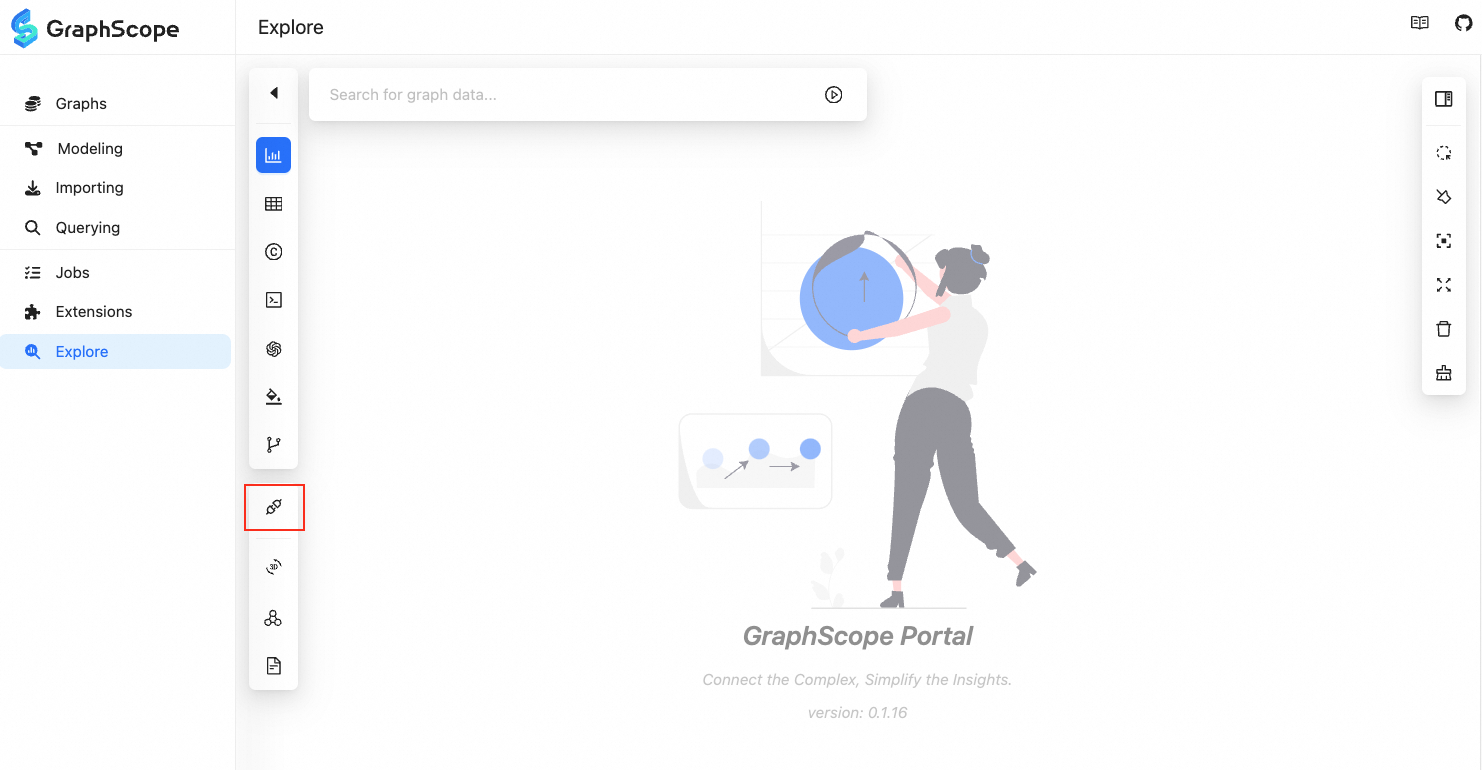 GraphScope
Explore
Graphs
Modeling
Importing
Querying
Jobs
Extensions
Explore
Search for graph data...
3D
GraphScope Portal
Connect the Complex, Simplify the Insights.
version: 0.1.16